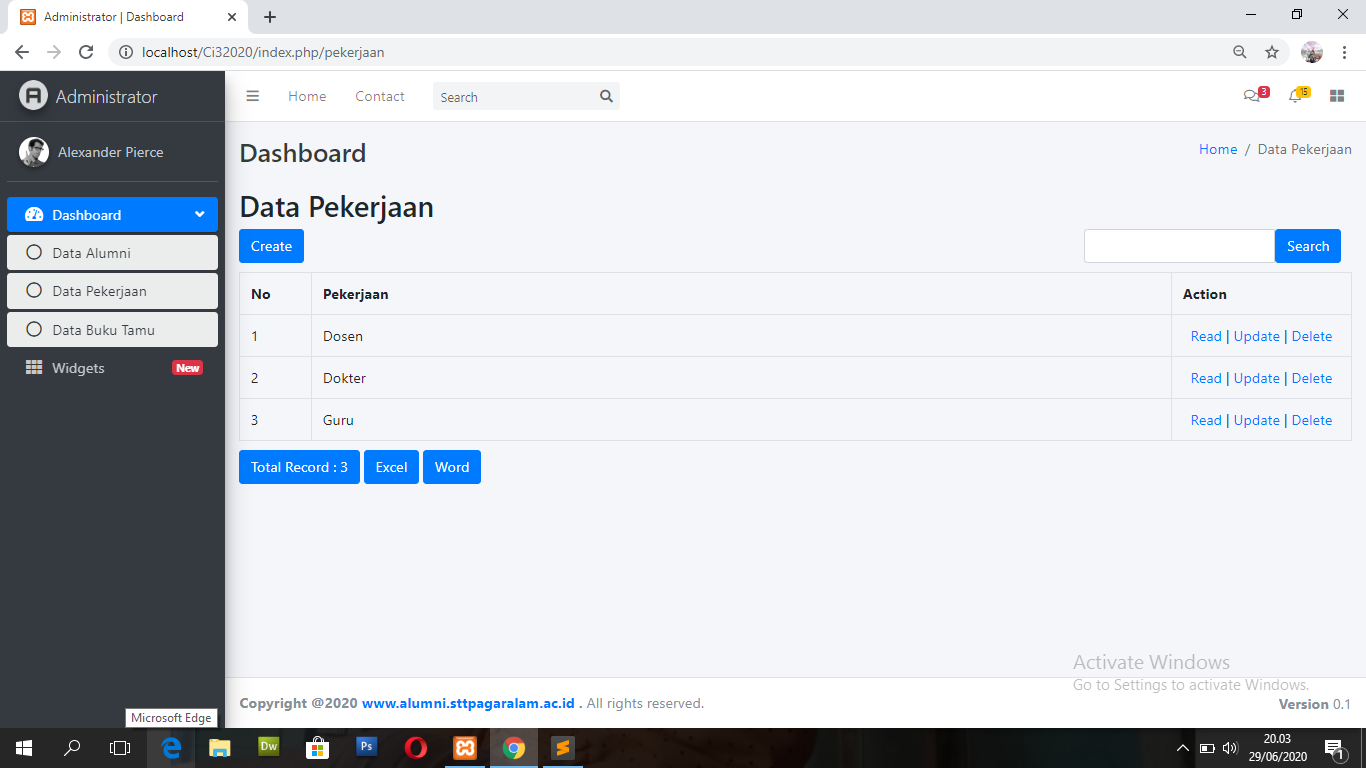 Administrator | Dashboard
localhost/Ci32020/index.php/pekerjaan
Administrator
Home Contact Search 3 15
Alexander Pierce
Dashboard
Home / Data Pekerjaan
Dashboard
Data Alumni
Data Pekerjaan
Data Buku Tamu
Widgets New
Data Pekerjaan
Create Search
No Pekerjaan Action
1 Dosen Read | Update | Delete
2 Dokter Read | Update | Delete
3 Guru Read | Update | Delete
Total Record : 3 Excel Word
Activate Windows
Go to Settings to activate Windows.
Copyright @2020 www.alumni.sttpagaralam.ac.id . All rights reserved.
Version 0.1
Microsoft Edge
Dw Ps
20.03
29/06/2020
1